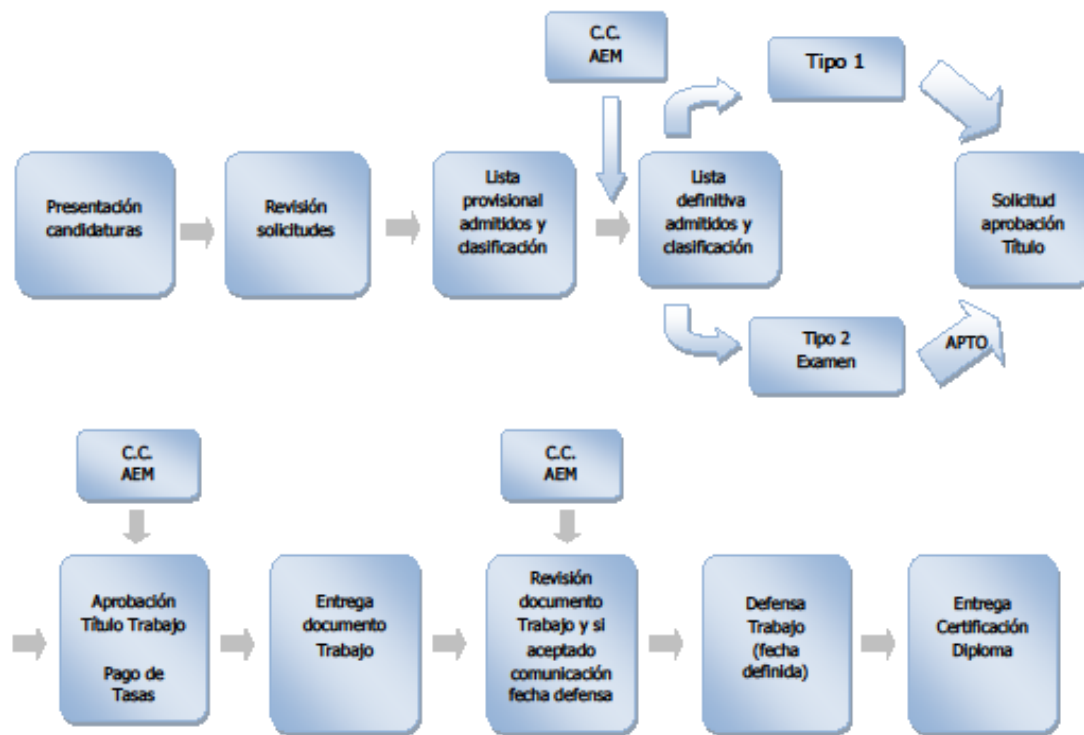 C.C.
AEM
Tipo 1
Presentación
candidaturas
Revisión
solicitudes
Lista
provisional
admitidos y
clasificación
Lista
definitiva
admitidos y
clasificación
Solicitud
aprobación
Título
Tipo 2
Examen
APTO
C.C.
AEM
C.C.
AEM
Aprobación
Título Trabajo
Pago de
Tasas
Entrega
documento
Trabajo
Revisión
documento
Trabajo y si
aceptado
comunicación
fecha defensa
Defensa
Trabajo
(fecha
definida)
Entrega
Certificación
Diploma